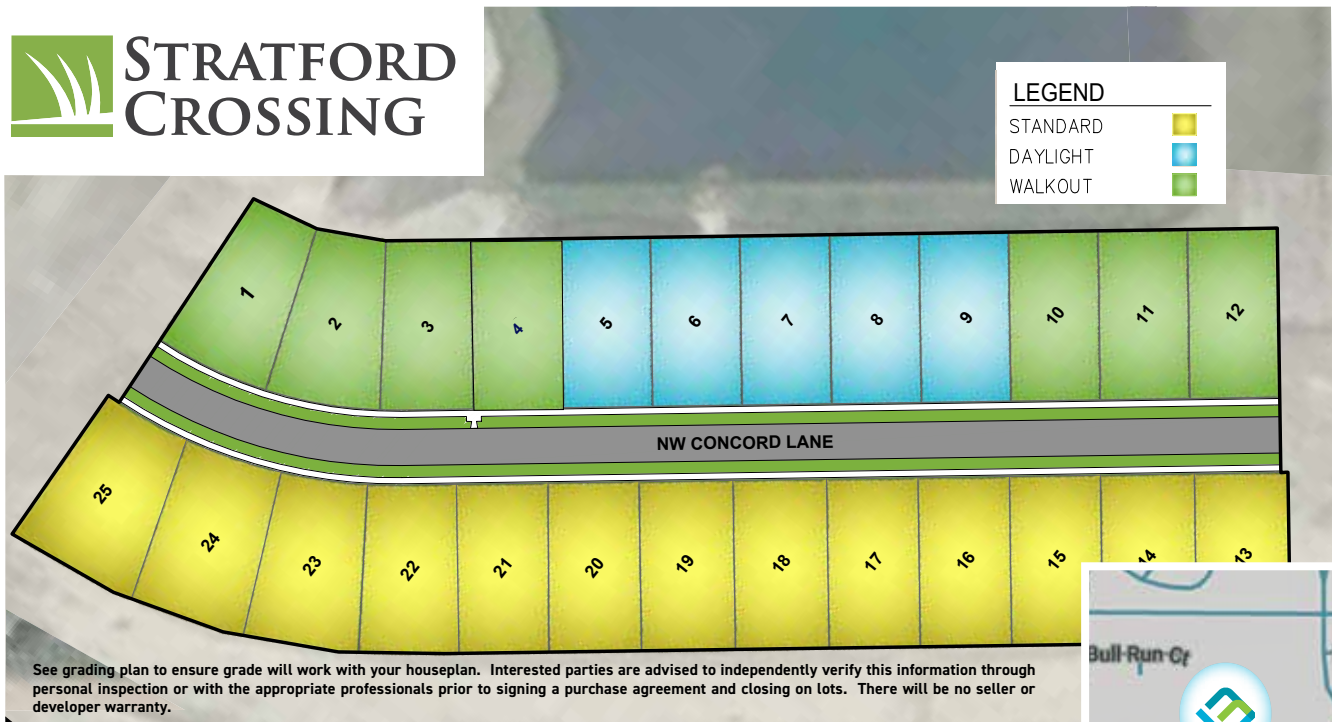 STRATFORD
CROSSING
LEGEND
STANDARD
DAYLIGHT
WALKOUT
1
2
3
4
5
6
7
8
9
10
11
12
NW CONCORD LANE
25
24
23
22
21
20
19
18
17
16
15
14
13
See grading plan to ensure grade will work with your houseplan. Interested parties are advised to independently verify this information through
personal inspection or with the appropriate professionals prior to signing a purchase agreement and closing on lots. There will be no seller or
developer warranty.
Bull Run Ct